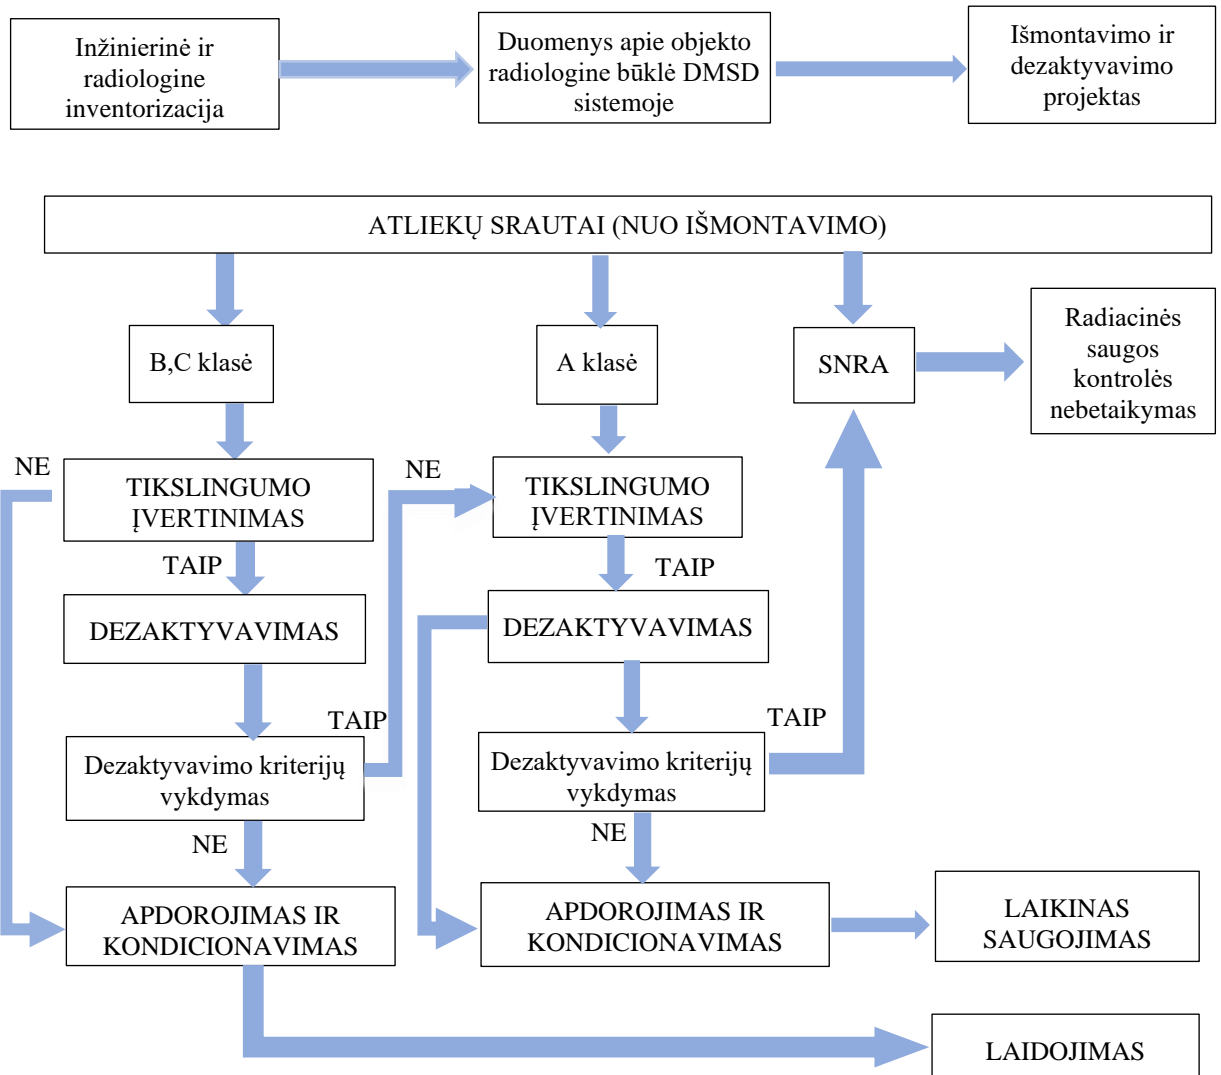 Inžinierinė ir
radiologine
inventorizacija
Duomenys apie objekto
radiologine būklė DMSD
sistemoje
Išmontavimo ir
dezaktyvavimo
projektas
ATLIEKŲ SRAUTAI (NUO IŠMONTAVIMO)
B,C klasė
A klasė
SNRA
Radiacinės
saugos
kontrolės
nebetaikymas
NE
TIKSLINGUMO
ĮVERTINIMAS
NE
TIKSLINGUMO
ĮVERTINIMAS
TAIP
TAIP
DEZAKTYVAVIMAS
DEZAKTYVAVIMAS
TAIP
TAIP
Dezaktyvavimo kriterijų
vykdymas
Dezaktyvavimo kriterijų
vykdymas
NE
NE
APDOROJIMAS IR
KONDICIONAVIMAS
APDOROJIMAS IR
KONDICIONAVIMAS
LAIKINAS
SAUGOJIMAS
LAIDOJIMAS